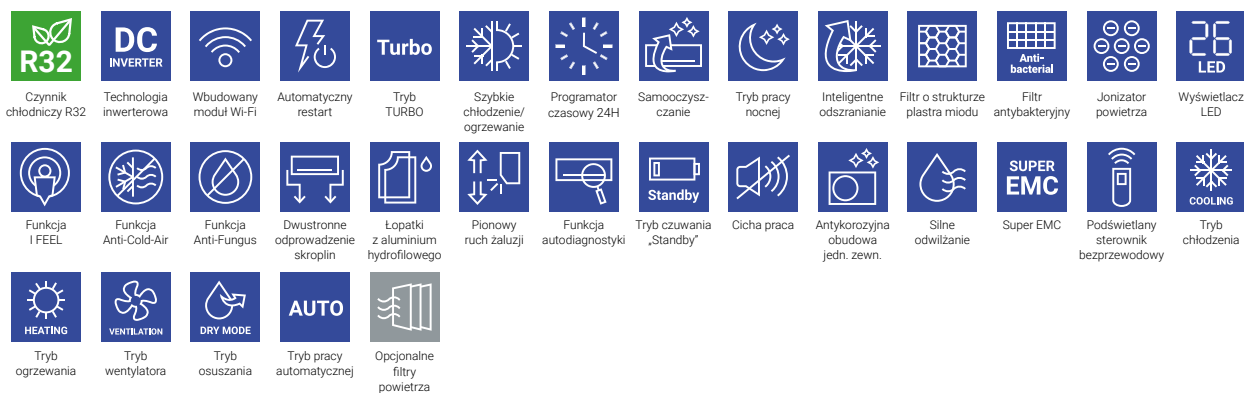 R32
Czynnik
chłodniczy R32
DC
INVERTER
Technologia
inwerterowa
Wbudowany
moduł Wi-Fi
Automatyczny
restart
Turbo
Tryb
TURBO
Szybkie
chłodzenie/
ogrzewanie
Programator
czasowy 24H
Samooczysz-
czanie
Tryb pracy
nocnej
Inteligentne
odszranianie
Filtr o strukturze
plastra miodu
Anti-
bacterial
Filtr
antybakteryjny
Jonizator
powietrza
26
LED
Wyświetlacz
LED
Funkcja
I FEEL
Funkcja
Anti-Cold-Air
Funkcja
Anti-Fungus
Dwustronne
odprowadzenie
skroplin
Łopatki
z aluminium
hydrofilowego
Pionowy
ruch żaluzji
Funkcja
autodiagnostyki
Standby
Tryb czuwania
„Standby”
Cicha praca
Antykorozyjna
obudowa
jedn. zewn.
Silne
odwilżanie
SUPER
EMC
Super EMC
Podświetlany
sterownik
bezprzewodowy
COOLING
Tryb
chłodzenia
HEATING
Tryb
ogrzewania
VENTILATION
Tryb
wentylatora
DRY MODE
Tryb
osuszania
AUTO
Tryb pracy
automatycznej
Opcjonalne
filtry
powietrza